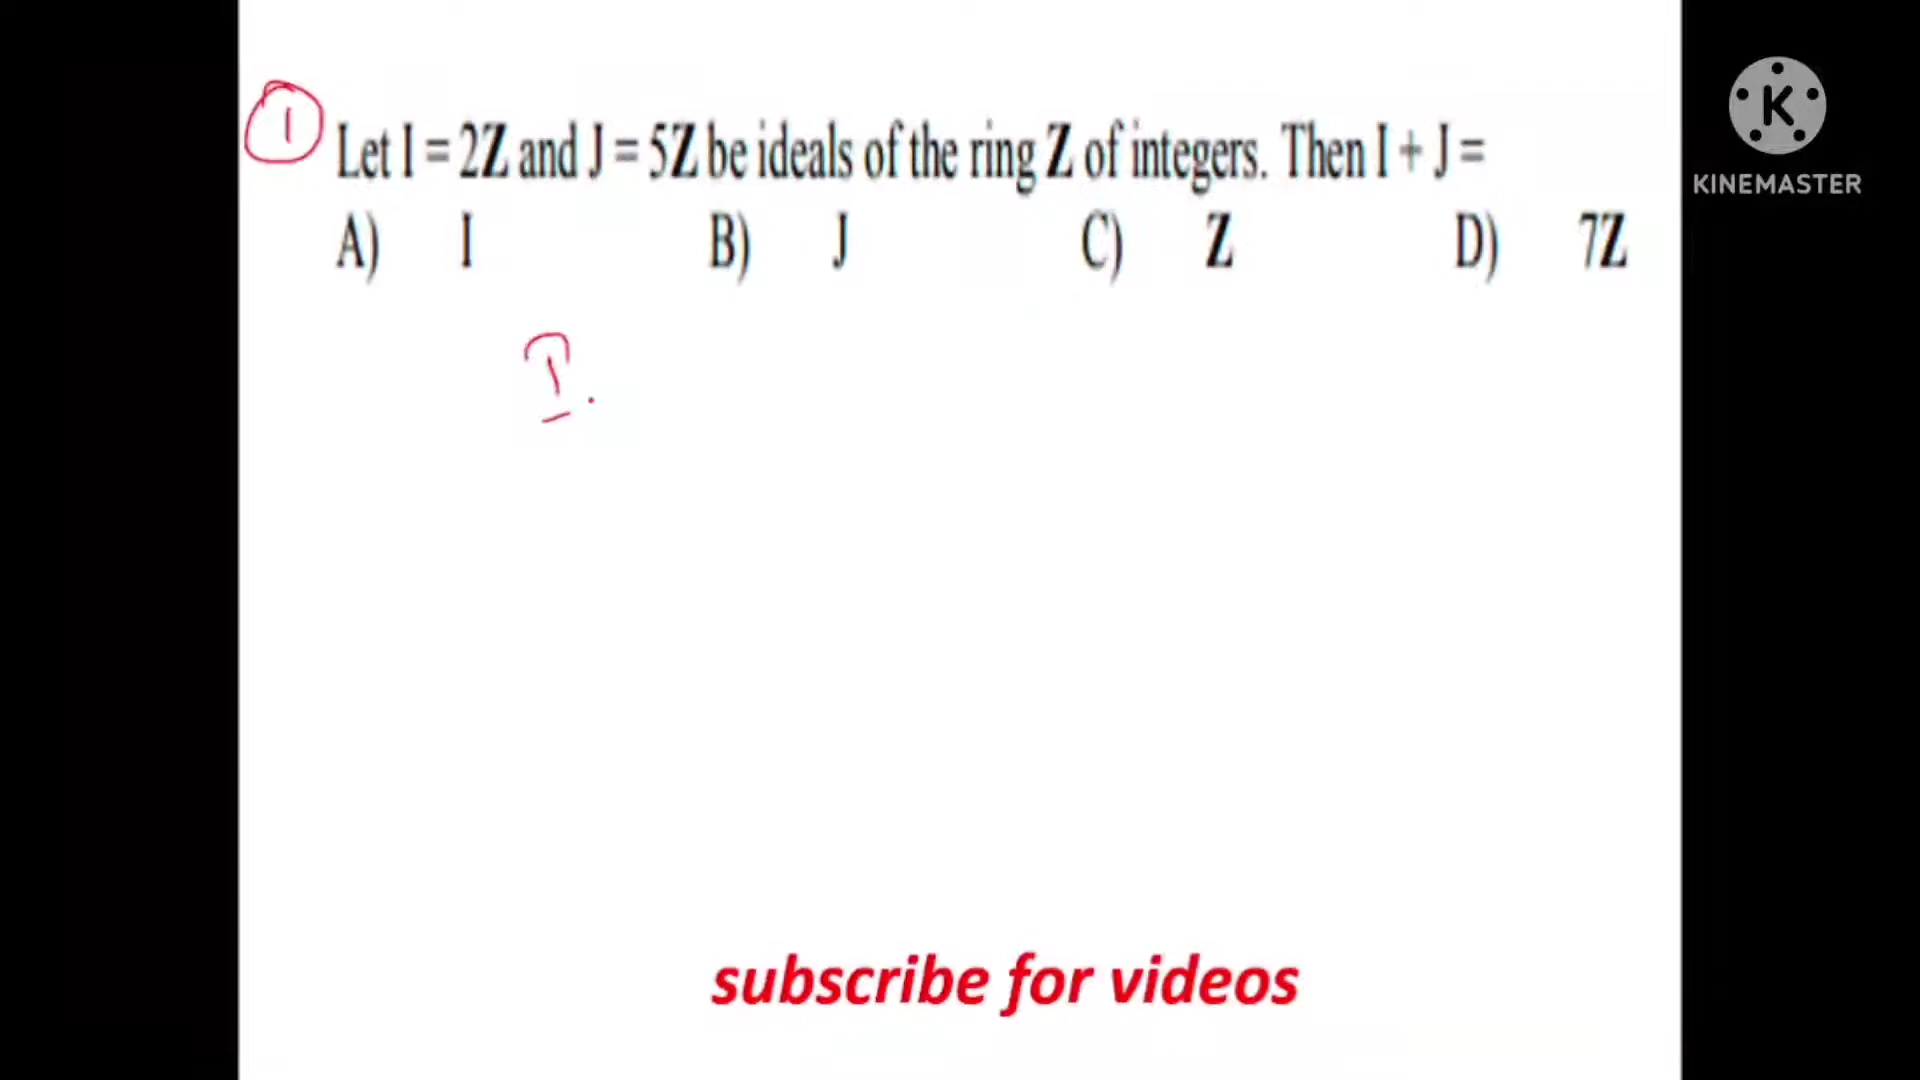 1
Let I = 2Z and J = 5Z be ideals of the ring Z of integers. Then I + J =
A) I B) J C) Z D) 7Z
I.
K
KINEMASTER
subscribe for videos